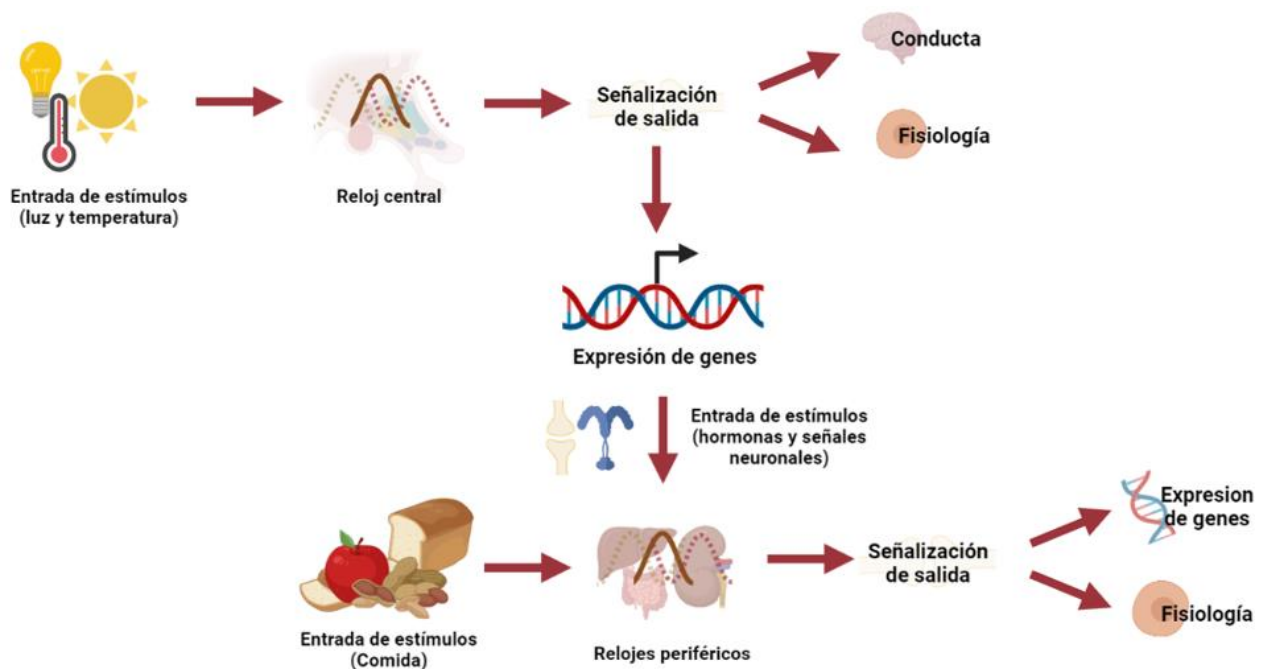 Conducta
Señalización
de salida
Fisiología
Entrada de estímulos
(luz y temperatura)
Reloj central
Expresión de genes
Entrada de estímulos
(hormonas y señales
neuronales)
Expresion
de genes
Señalización
de salida
Fisiología
Entrada de estímulos
(Comida)
Relojes periféricos